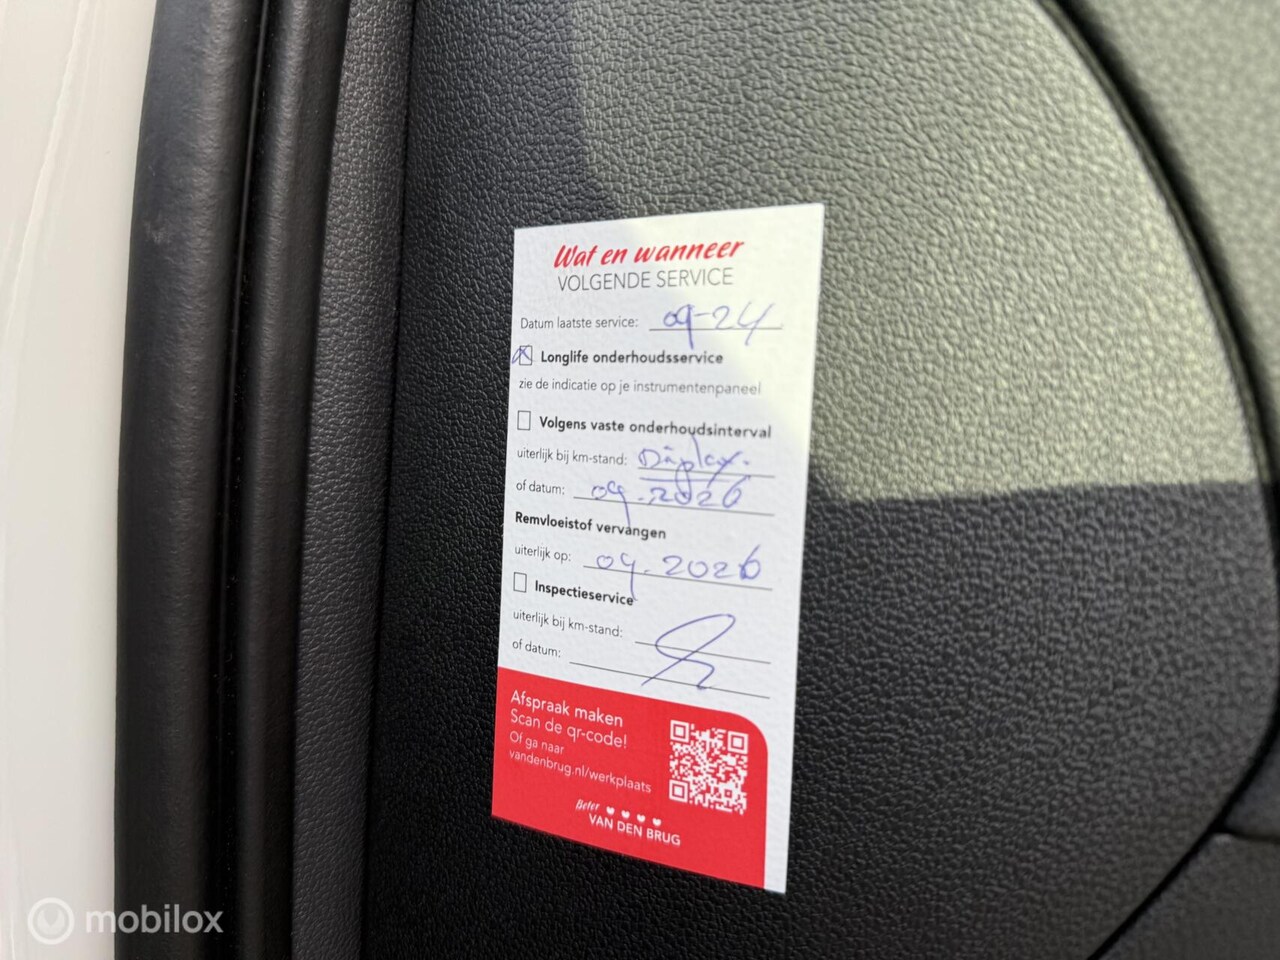 Wat en wanneer
VOLGENDE SERVICE
Datum laatste service: 09-24
Longlife onderhoudsservice
zie de indicatie op je instrumentenpaneel
Volgens vaste onderhoudsinterval
uiterlijk bij km-stand:
of datum: 09.2026
Remvloeistof vervangen
uiterlijk op: 09.2026
Inspectieservice
uiterlijk bij km-stand:
of datum:
Afspraak maken
Scan de qr-code!
Of ga naar
vandenbrug.nl/werkplaats
Beter
VAN DEN BRUG
mobilox